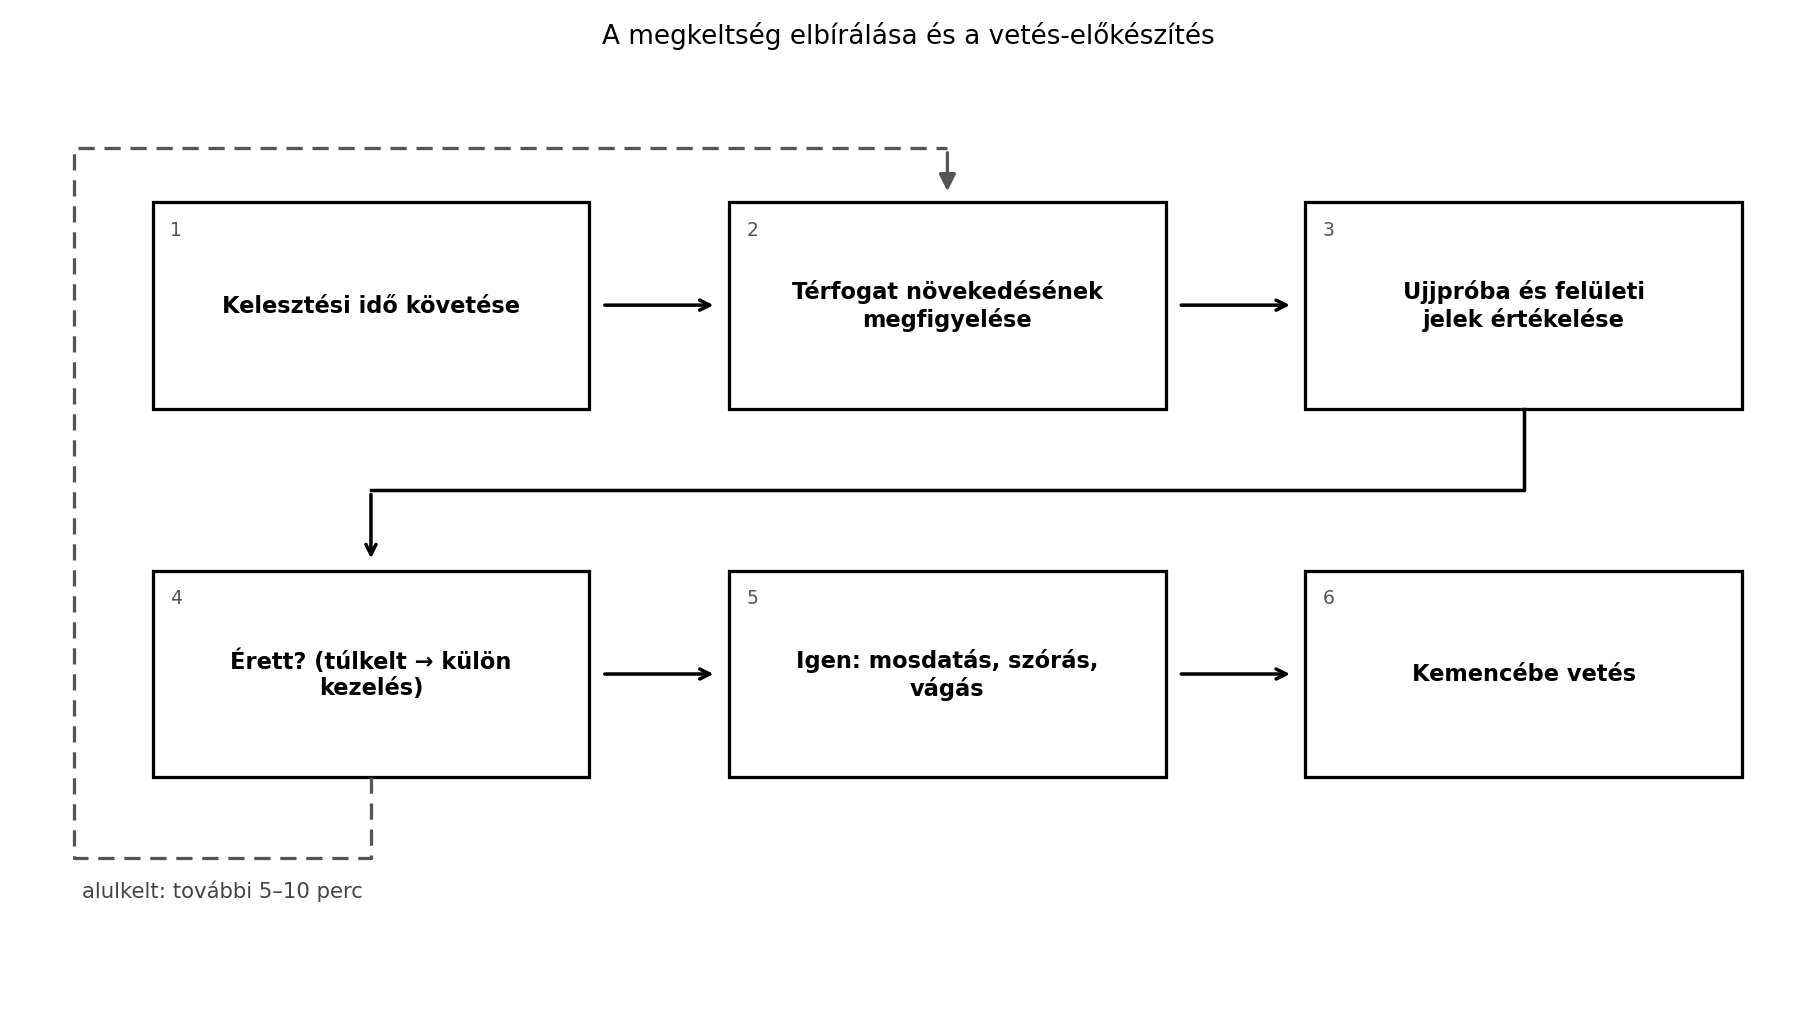 A megkeltség elbírálása és a vetés-előkészítés
1
Kelesztési idő követése
2
Térfogat növekedésének
megfigyelése
3
Ujjpróba és felületi
jelek értékelése
4
Érett? (túlkelt → külön
kezelés)
5
Igen: mosdatás, szórás,
vágás
6
Kemencébe vetés
alulkelt: további 5–10 perc